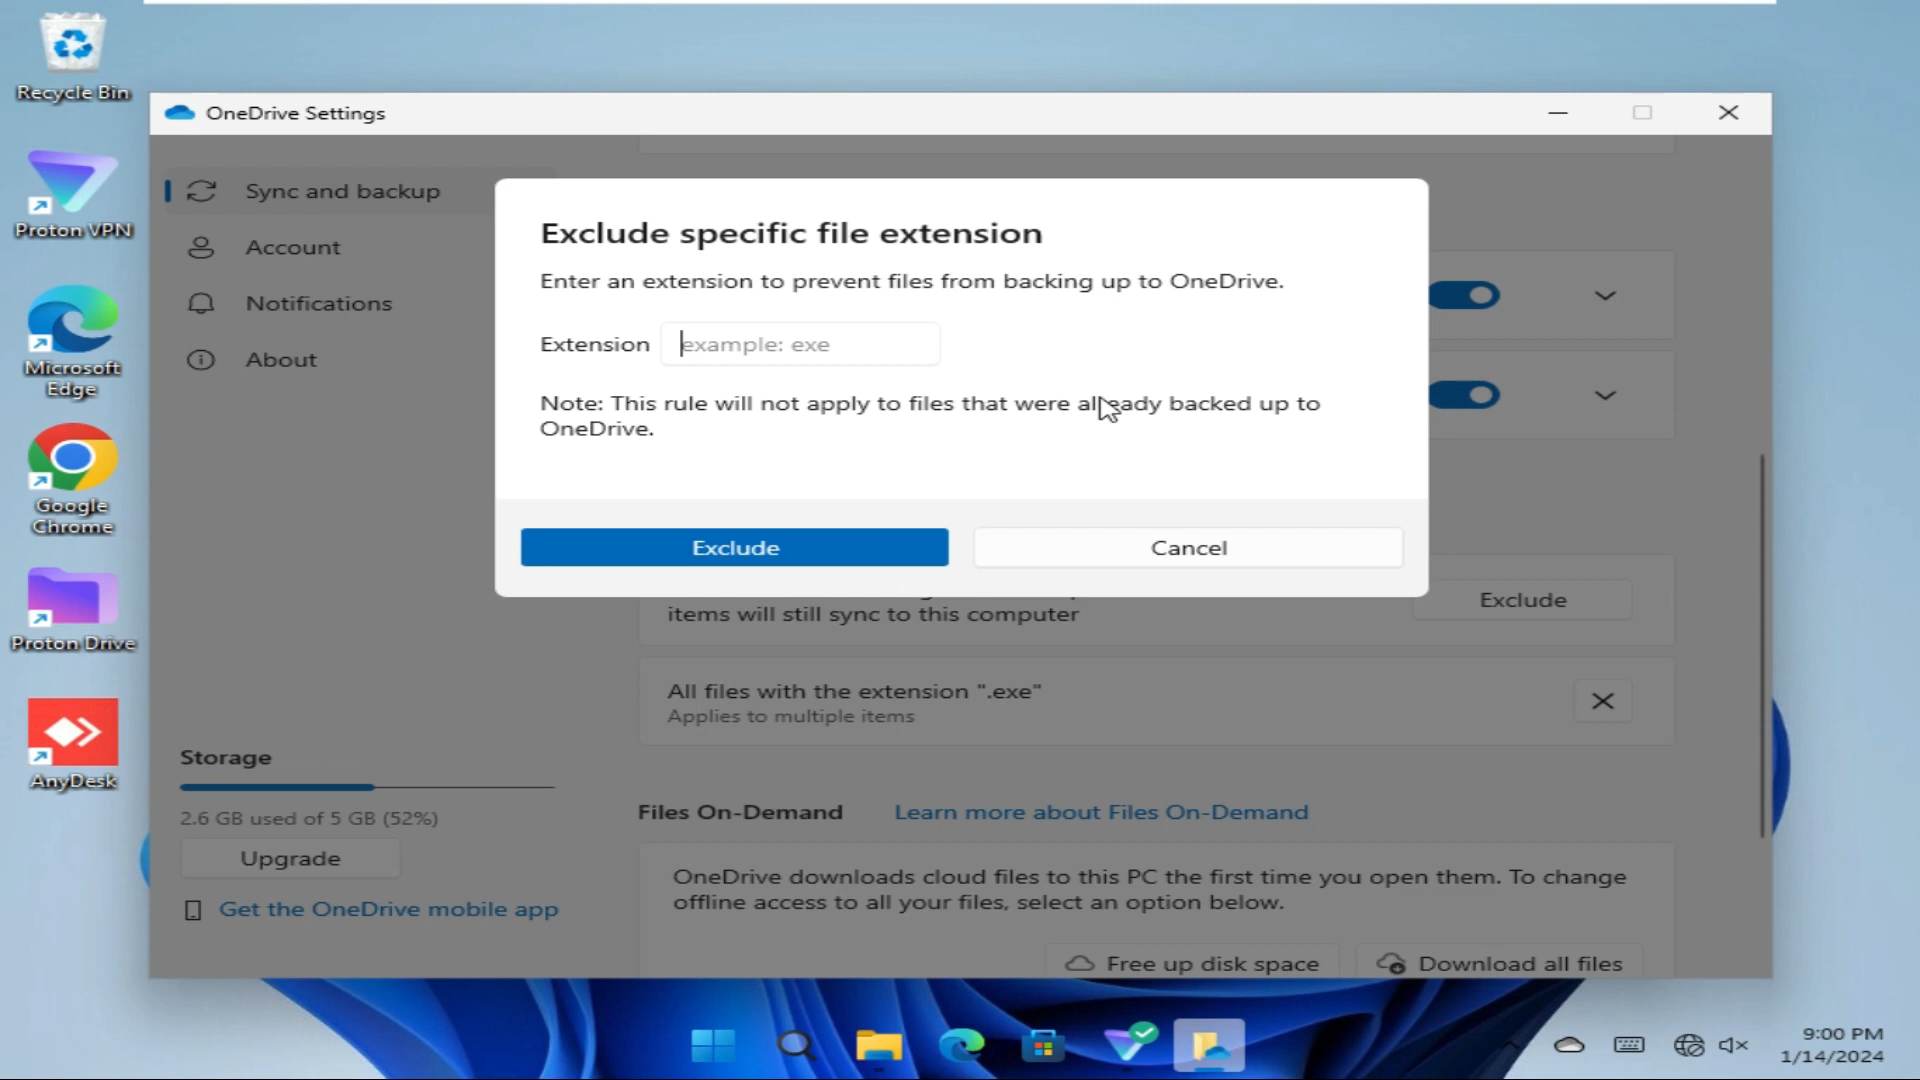 Recycle Bin
Proton VPN
Microsoft
Edge
Google
Chrome
Proton Drive
AnyDesk
OneDrive Settings
Sync and backup
Account
Notifications
About
Storage
2.6 GB used of 5 GB (52%)
Upgrade
Get the OneDrive mobile app
Exclude specific file extension
Enter an extension to prevent files from backing up to OneDrive.
Extension example: exe
Note: This rule will not apply to files that were already backed up to
OneDrive.
Exclude Cancel
items will still sync to this computer
Exclude
All files with the extension ".exe"
Applies to multiple items
Files On-Demand Learn more about Files On-Demand
OneDrive downloads cloud files to this PC the first time you open them. To change
offline access to all your files, select an option below.
Free up disk space Download all files
9:00 PM
1/14/2024